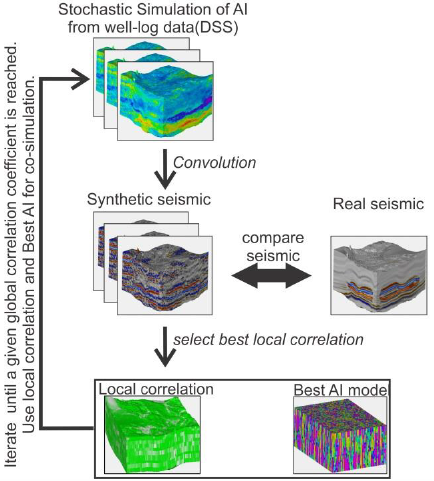 Stochastic Simulation of AI
from well-log data(DSS)
Convolution
Synthetic seismic
Real seismic
compare
seismic
select best local correlation
Local correlation
Best AI model
Iterate until a given global correlation coefficient is reached.
Use local correlation and Best AI for co-simulation.